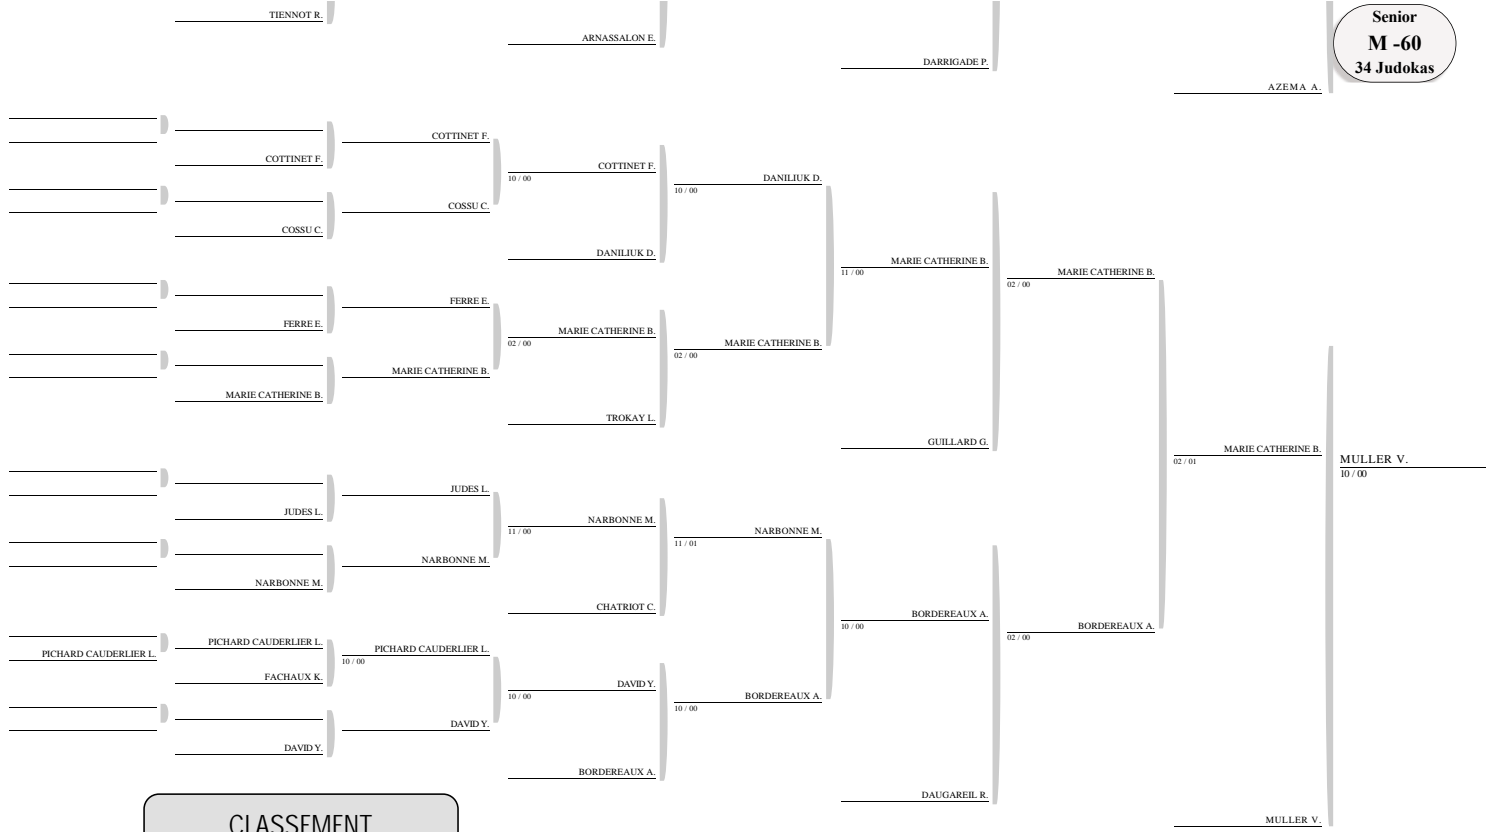 TIENNOT R.
ARNASSALON E.
DARRIGADE P.
AZEMA A.
Senior
M -60
34 Judokas
COTTINET F.
COTTINET F.
COTTINET F.
10 / 00
DANILIUK D.
10 / 00
COSSU C.
COSSU C.
DANILIUK D.
MARIE CATHERINE B.
11 / 00
MARIE CATHERINE B.
02 / 00
FERRE E.
FERRE E.
MARIE CATHERINE B.
02 / 00
MARIE CATHERINE B.
02 / 00
MARIE CATHERINE B.
MARIE CATHERINE B.
TROKAY L.
GUILLARD G.
MARIE CATHERINE B.
02 / 01
MULLER V.
10 / 00
JUDES L.
JUDES L.
NARBONNE M.
11 / 00
NARBONNE M.
11 / 01
NARBONNE M.
NARBONNE M.
CHATRIOT C.
BORDEREAUX A.
10 / 00
BORDEREAUX A.
02 / 00
PICHARD CAUDERLIER L.
PICHARD CAUDERLIER L.
PICHARD CAUDERLIER L.
10 / 00
FACHAUX K.
DAVID Y.
10 / 00
BORDEREAUX A.
10 / 00
DAVID Y.
DAVID Y.
BORDEREAUX A.
DAUGAREIL R.
MULLER V.
CLASSEMENT